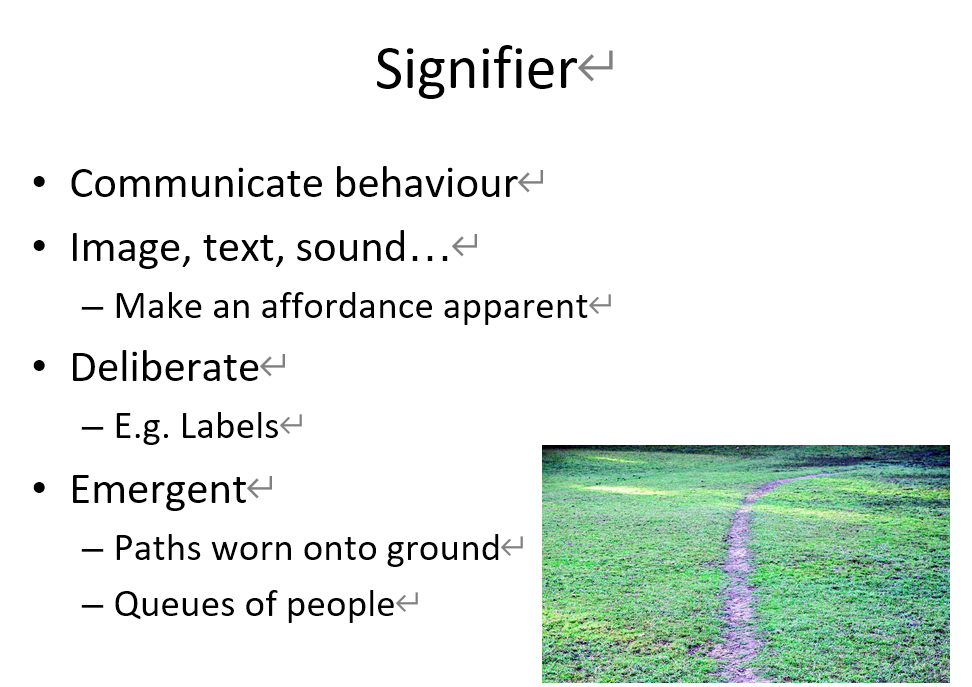 Signifier
• Communicate behaviour
• Image, text, sound…
– Make an affordance apparent
• Deliberate
– E.g. Labels
• Emergent
– Paths worn onto ground
– Queues of people